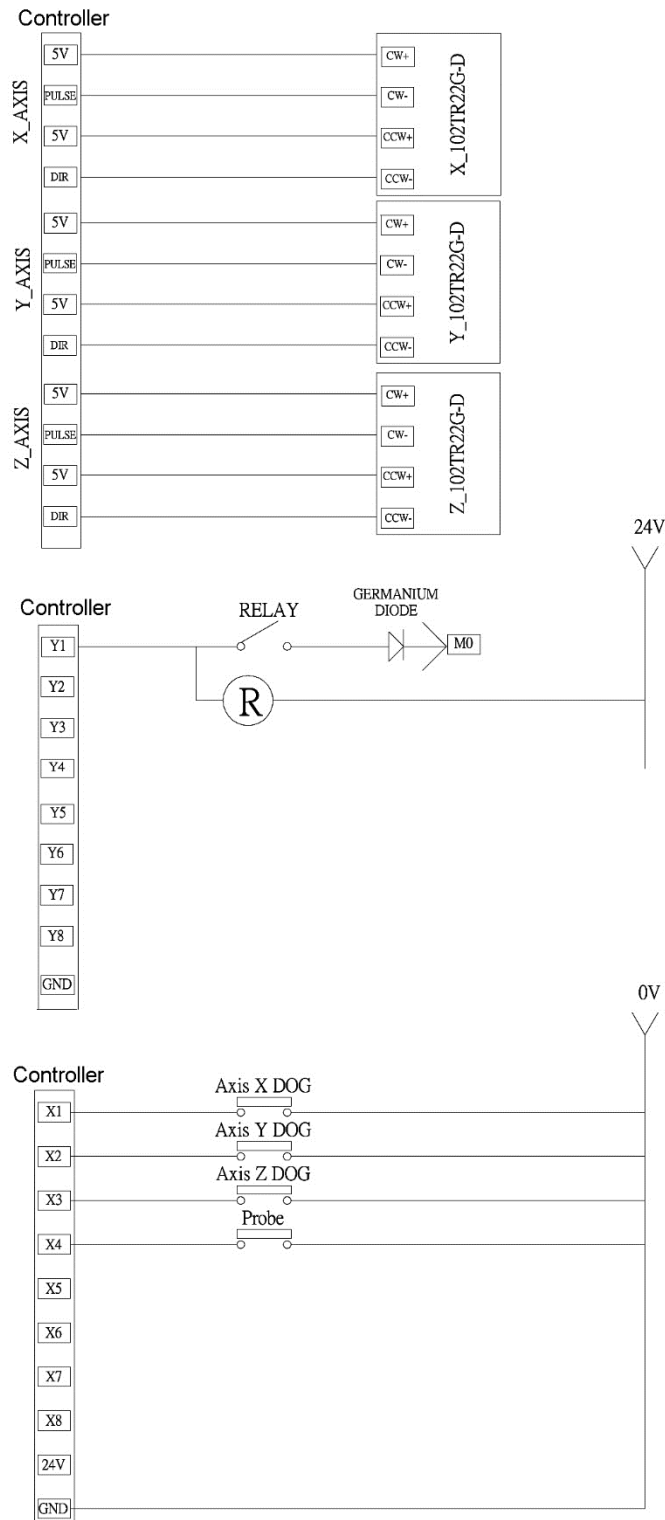 Controller
X_AXIS
5V
PULSE
5V
DIR
CW+
CW-
CCW+
CCW-
X_102TR22G-D
Y_AXIS
5V
PULSE
5V
DIR
CW+
CW-
CCW+
CCW-
Y_102TR22G-D
Z_AXIS
5V
PULSE
5V
DIR
CW+
CW-
CCW+
CCW-
Z_102TR22G-D
24V
Controller
Y1
Y2
Y3
Y4
Y5
Y6
Y7
Y8
GND
RELAY
GERMANIUM
DIODE
M0
R
0V
Controller
X1
X2
X3
X4
X5
X6
X7
X8
24V
GND
Axis X DOG
Axis Y DOG
Axis Z DOG
Probe